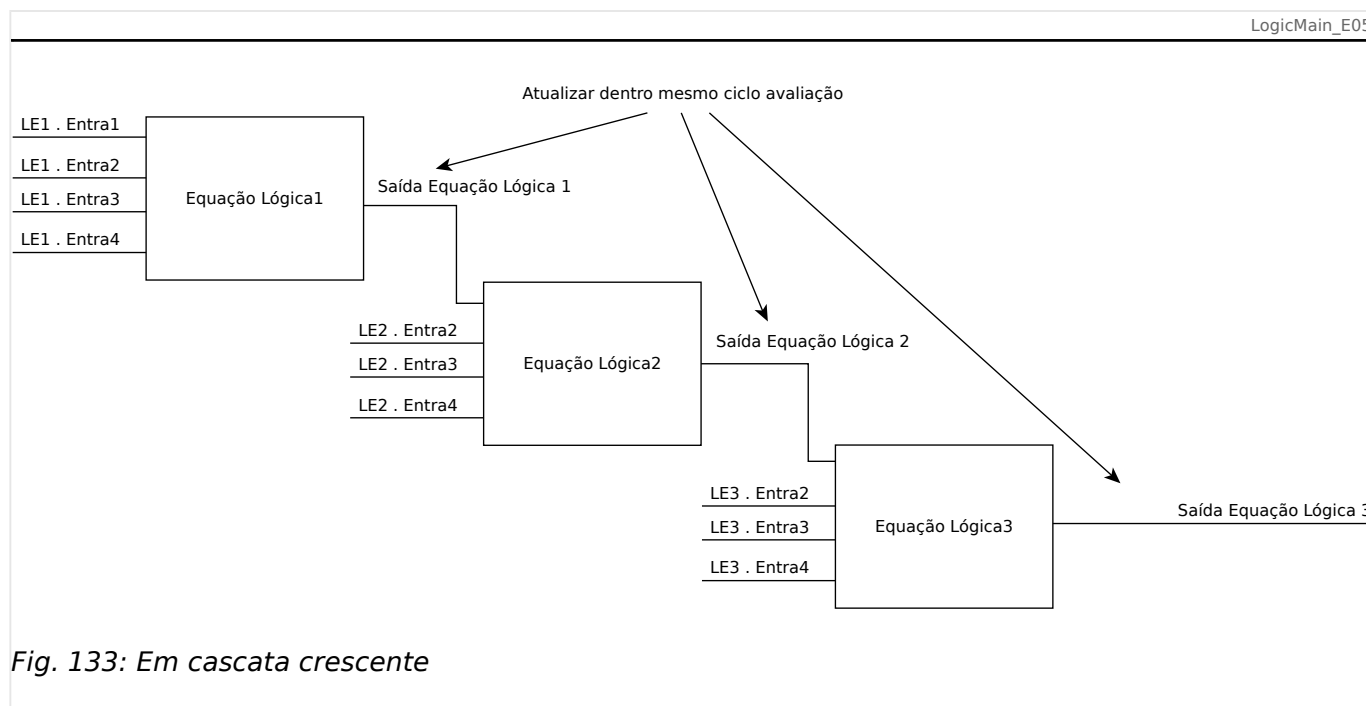 LogicMain_E05
Atualizar dentro mesmo ciclo avaliação
LE1 . Entra1
LE1 . Entra2
LE1 . Entra3
LE1 . Entra4
Equação Lógica1
Saída Equação Lógica 1
LE2 . Entra2
LE2 . Entra3
LE2 . Entra4
Equação Lógica2
Saída Equação Lógica 2
LE3 . Entra2
LE3 . Entra3
LE3 . Entra4
Equação Lógica3
Saída Equação Lógica 3
Fig. 133: Em cascata crescente